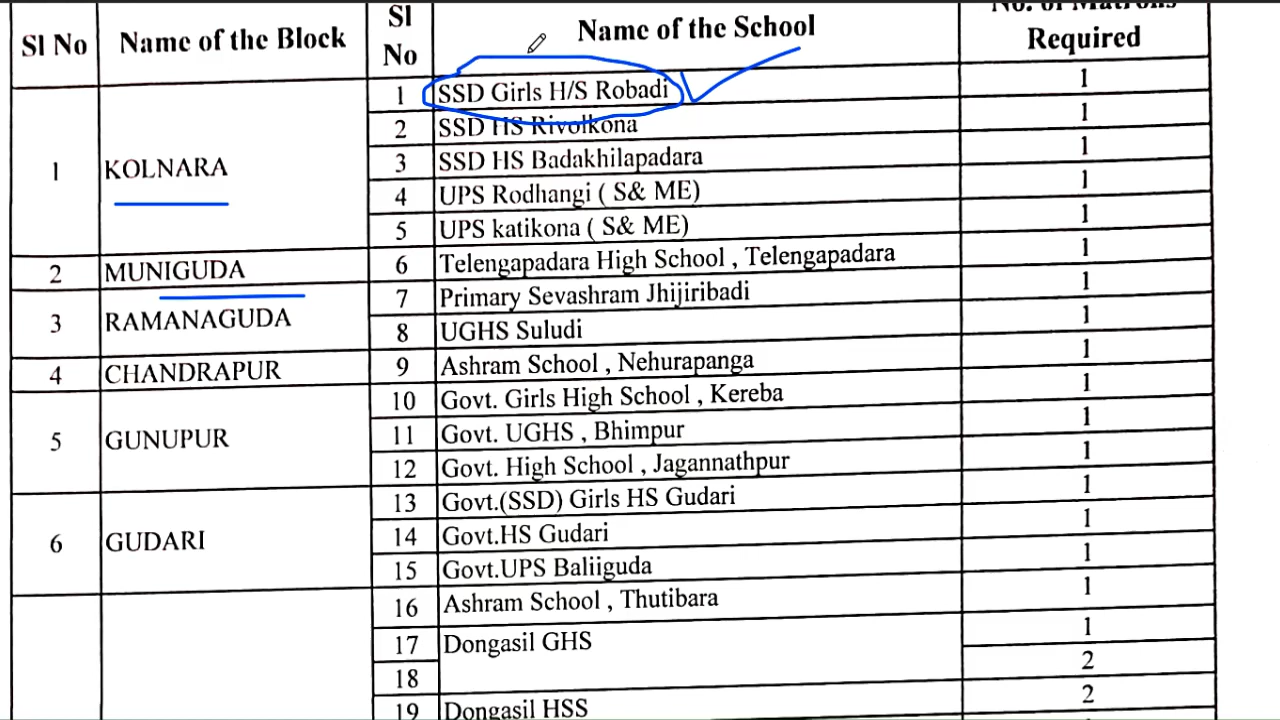 Sl No Name of the Block Sl No Name of the School No. of Matrons Required
1 KOLNARA 1 SSD Girls H/S Robadi 1
2 SSD HS Rivolkona 1
3 SSD HS Badakhilapadara 1
4 UPS Rodhangi ( S& ME) 1
5 UPS katikona ( S& ME) 1
2 MUNIGUDA 6 Telengapadara High School , Telengapadara 1
3 RAMANAGUDA 7 Primary Sevashram Jhijiribadi 1
8 UGHS Suludi 1
4 CHANDRAPUR 9 Ashram School , Nehurapanga 1
5 GUNUPUR 10 Govt. Girls High School , Kereba 1
11 Govt. UGHS , Bhimpur 1
12 Govt. High School , Jagannathpur 1
6 GUDARI 13 Govt.(SSD) Girls HS Gudari 1
14 Govt.HS Gudari 1
15 Govt.UPS Baliiguda 1
16 Ashram School , Thutibara 1
17 Dongasil GHS 1
18 2
19 Dongasil HSS 2